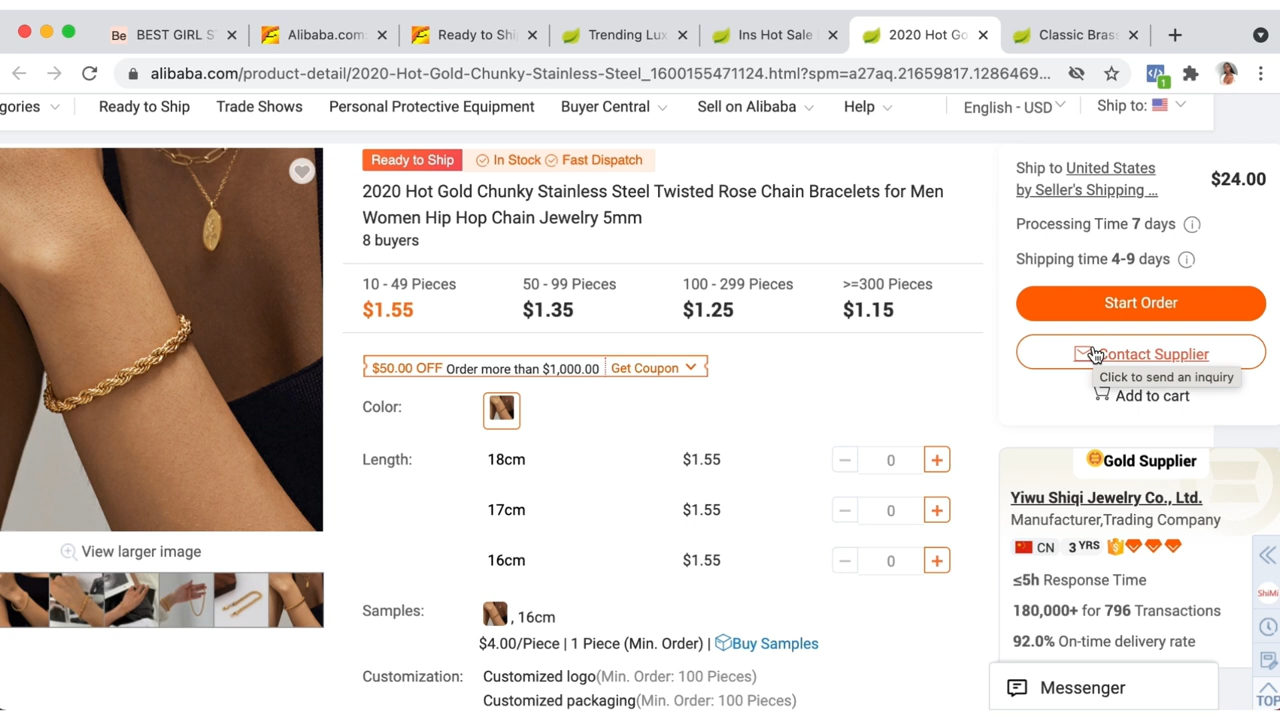 Be BEST GIRL S
Alibaba.com:
Ready to Shi
Trending Lux
Ins Hot Sale
2020 Hot Go
Classic Bras
alibaba.com/product-detail/2020-Hot-Gold-Chunky-Stainless-Steel_1600155471124.html?spm=a27aq.21659817.1286469...
1
gories
Ready to Ship
Trade Shows
Personal Protective Equipment
Buyer Central
Sell on Alibaba
Help
English - USD
Ship to:
Ready to Ship
In Stock
Fast Dispatch
2020 Hot Gold Chunky Stainless Steel Twisted Rose Chain Bracelets for Men
Women Hip Hop Chain Jewelry 5mm
8 buyers
10 - 49 Pieces
$1.55
50 - 99 Pieces
$1.35
100 - 299 Pieces
$1.25
>=300 Pieces
$1.15
$50.00 OFF Order more than $1,000.00 Get Coupon
Color:
Length:
18cm $1.55 0
17cm $1.55 0
16cm $1.55 0
Samples: , 16cm
$4.00/Piece | 1 Piece (Min. Order) | Buy Samples
Customization: Customized logo(Min. Order: 100 Pieces)
Customized packaging(Min. Order: 100 Pieces)
View larger image
Ship to United States
by Seller's Shipping ...
$24.00
Processing Time 7 days
Shipping time 4-9 days
Start Order
Contact Supplier
Click to send an inquiry
Add to cart
Gold Supplier
Yiwu Shiqi Jewelry Co., Ltd.
Manufacturer,Trading Company
CN 3 YRS
≤5h Response Time
180,000+ for 796 Transactions
92.0% On-time delivery rate
Messenger
ShiMi
TOP